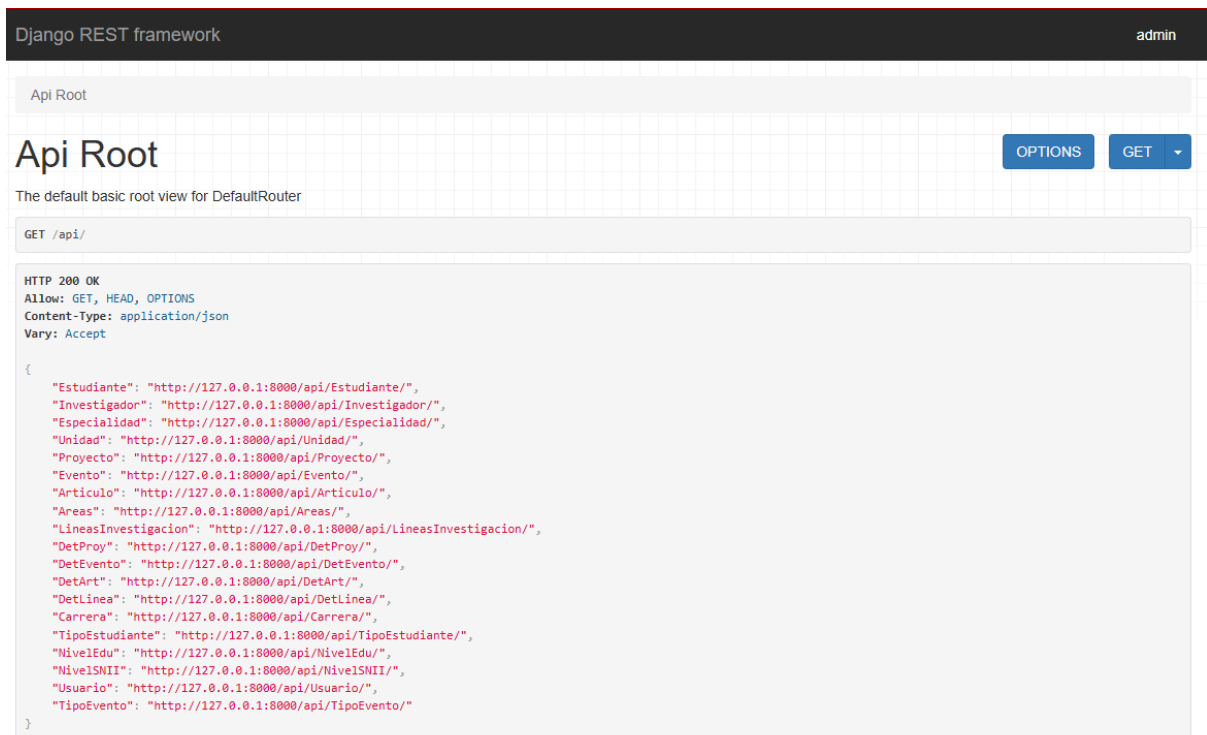 Django REST framework
admin
Api Root
Api Root
OPTIONS
GET
The default basic root view for DefaultRouter
GET /api/
HTTP 200 OK
Allow: GET, HEAD, OPTIONS
Content-Type: application/json
Vary: Accept
{
    "Estudiante": "http://127.0.0.1:8000/api/Estudiante/",
    "Investigador": "http://127.0.0.1:8000/api/Investigador/",
    "Especialidad": "http://127.0.0.1:8000/api/Especialidad/",
    "Unidad": "http://127.0.0.1:8000/api/Unidad/",
    "Proyecto": "http://127.0.0.1:8000/api/Proyecto/",
    "Evento": "http://127.0.0.1:8000/api/Evento/",
    "Articulo": "http://127.0.0.1:8000/api/Articulo/",
    "Areas": "http://127.0.0.1:8000/api/Areas/",
    "LineasInvestigacion": "http://127.0.0.1:8000/api/LineasInvestigacion/",
    "DetProy": "http://127.0.0.1:8000/api/DetProy/",
    "DetEvento": "http://127.0.0.1:8000/api/DetEvento/",
    "DetArt": "http://127.0.0.1:8000/api/DetArt/",
    "DetLinea": "http://127.0.0.1:8000/api/DetLinea/",
    "Carrera": "http://127.0.0.1:8000/api/Carrera/",
    "TipoEstudiante": "http://127.0.0.1:8000/api/TipoEstudiante/",
    "NivelEdu": "http://127.0.0.1:8000/api/NivelEdu/",
    "NivelSNII": "http://127.0.0.1:8000/api/NivelSNII/",
    "Usuario": "http://127.0.0.1:8000/api/Usuario/",
    "TipoEvento": "http://127.0.0.1:8000/api/TipoEvento/"
}